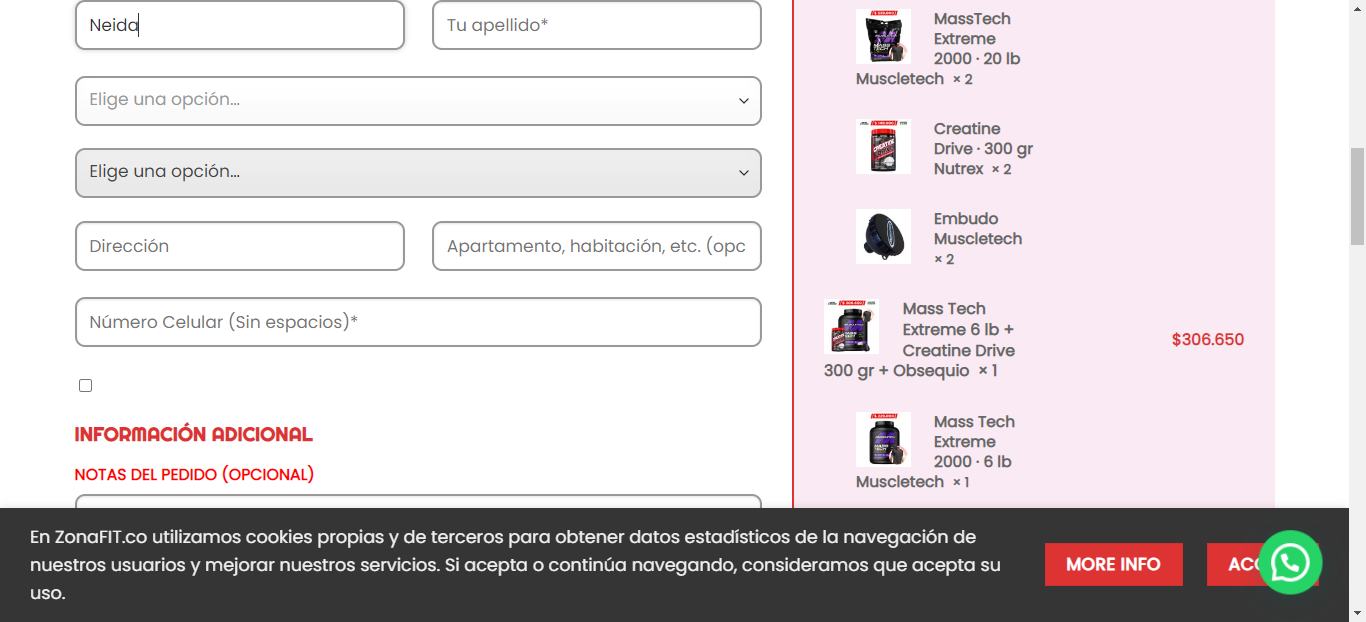 Neida
Tu apellido*
Elige una opción...
Elige una opción...
Dirección
Apartamento, habitación, etc. (opc
Número Celular (Sin espacios)*
INFORMACIÓN ADICIONAL
NOTAS DEL PEDIDO (OPCIONAL)
MassTech
Extreme
2000 · 20 lb
Muscletech × 2
Creatine
Drive · 300 gr
Nutrex × 2
Embudo
Muscletech
× 2
Mass Tech
Extreme 6 lb +
Creatine Drive
300 gr + Obsequio × 1
$306.650
Mass Tech
Extreme
2000 · 6 lb
Muscletech × 1
En ZonaFIT.co utilizamos cookies propias y de terceros para obtener datos estadísticos de la navegación de
nuestros usuarios y mejorar nuestros servicios. Si acepta o continúa navegando, consideramos que acepta su
uso.
MORE INFO